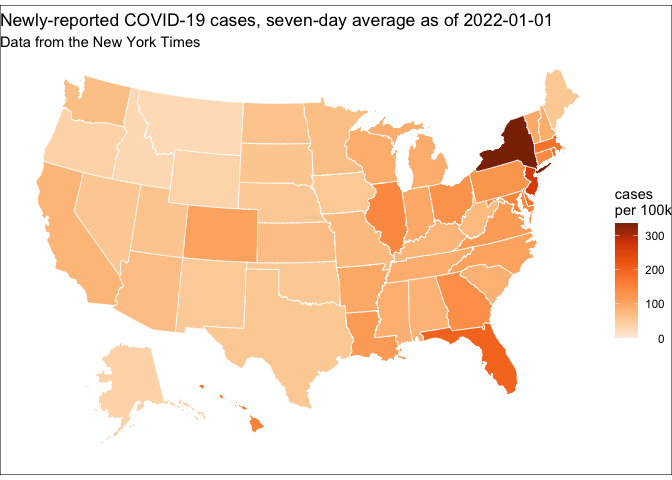 Newly-reported COVID-19 cases, seven-day average as of 2022-01-01
Data from the New York Times
cases
per 100k
300
200
100
0